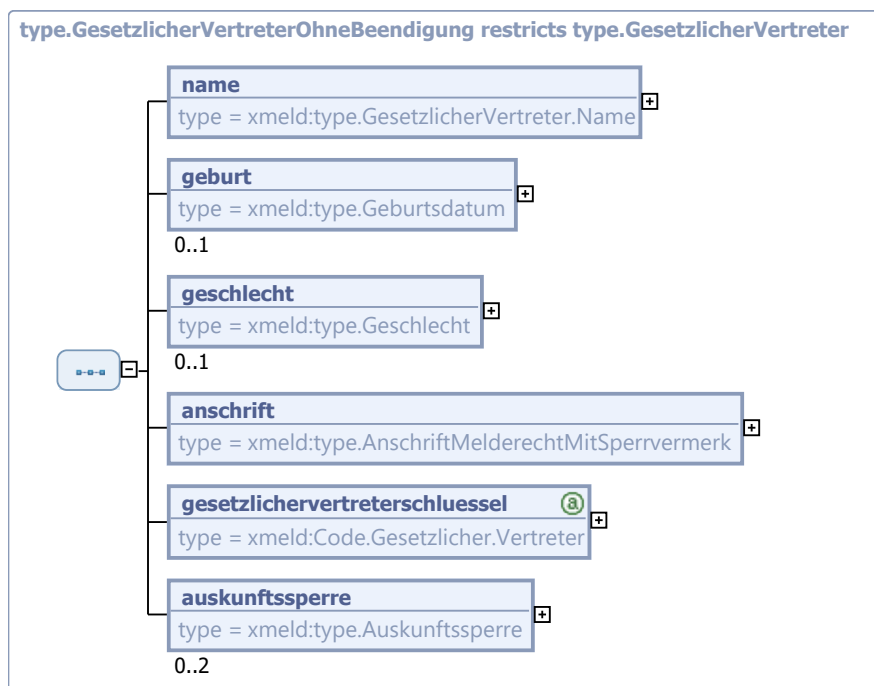 type.GesetzlicherVertreterOhneBeendigung restricts type.GesetzlicherVertreter
name
type = xmeld:type.GesetzlicherVertreter.Name
geburt
type = xmeld:type.Geburtsdatum
0..1
geschlecht
type = xmeld:type.Geschlecht
0..1
anschrift
type = xmeld:type.AnschriftMelderechtMitSperrvermerk
gesetzlichervertreterschluessel a
type = xmeld:Code.Gesetzlicher.Vertreter
auskunftssperre
type = xmeld:type.Auskunftssperre
0..2